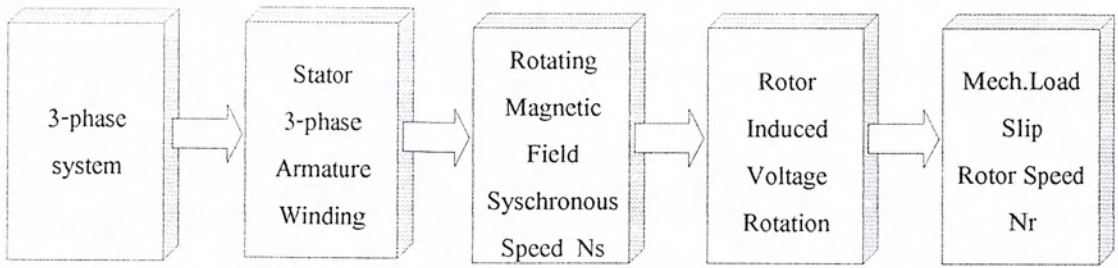 3-phase
system
Stator
3-phase
Armature
Winding
Rotating
Magnetic
Field
Syschronous
Speed Ns
Rotor
Induced
Voltage
Rotation
Mech.Load
Slip
Rotor Speed
Nr